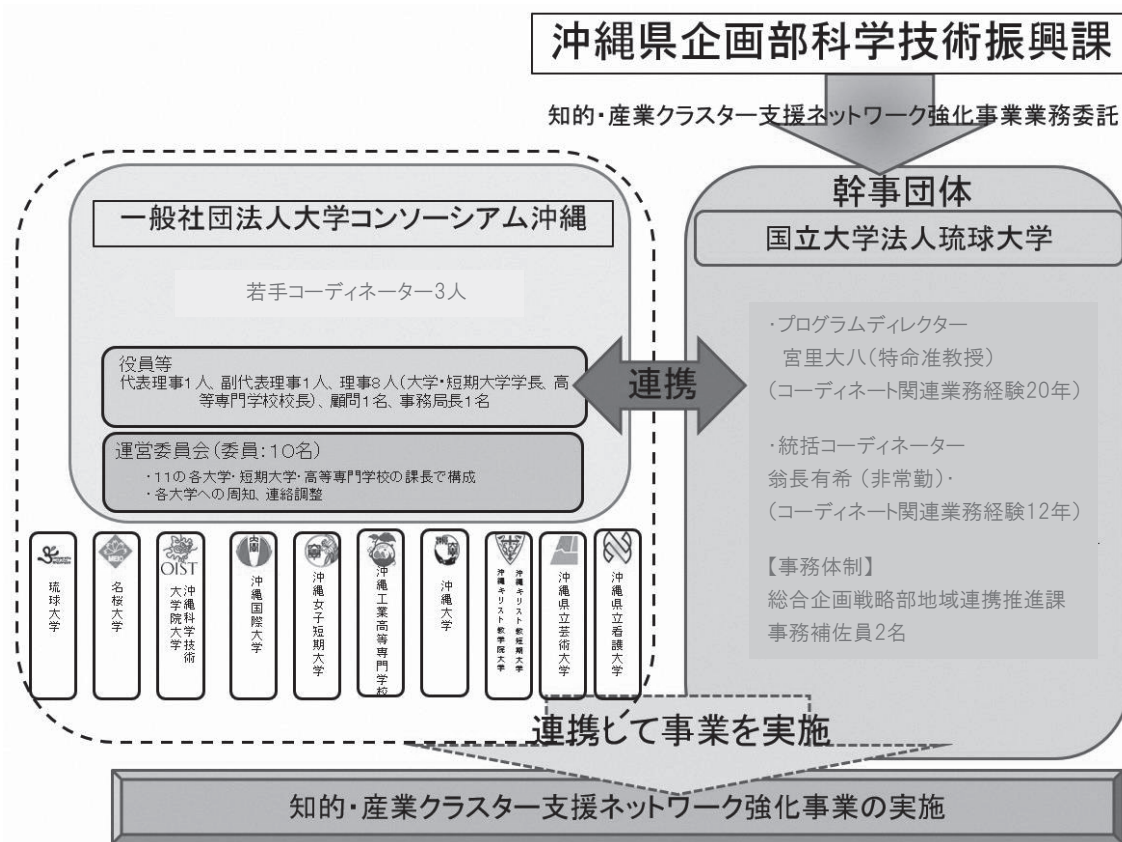 沖縄県企画部科学技術振興課
知的・産業クラスター支援ネットワーク強化事業業務委託
一般社団法人大学コンソーシアム沖縄
若手コーディネーター3人
役員等
代表理事1人、副代表理事1人、理事8人(大学・短期大学学長、高
等専門学校校長)、顧問1名、事務局長1名
運営委員会(委員:10名)
・11の各大学・短期大学・高等専門学校の課長で構成
・各大学への周知、連絡調整
連携
幹事団体
国立大学法人琉球大学
・プログラムディレクター
宮里大八(特命准教授)
(コーディネート関連業務経験20年)
・統括コーディネーター
翁長有希(非常勤)・
(コーディネート関連業務経験12年)
【事務体制】
総合企画戦略部地域連携推進課
事務補佐員2名
琉球大学
MEIO
名桜大学
OIST
沖縄科学技術
大学院大学
沖縄国際大学
沖縄女子短期大学
沖縄工業高等専門学校
沖縄大学
沖縄キリスト教短期大学
沖縄キリスト教学院大学
沖縄県立芸術大学
沖縄県立看護大学
連携して事業を実施
知的・産業クラスター支援ネットワーク強化事業の実施